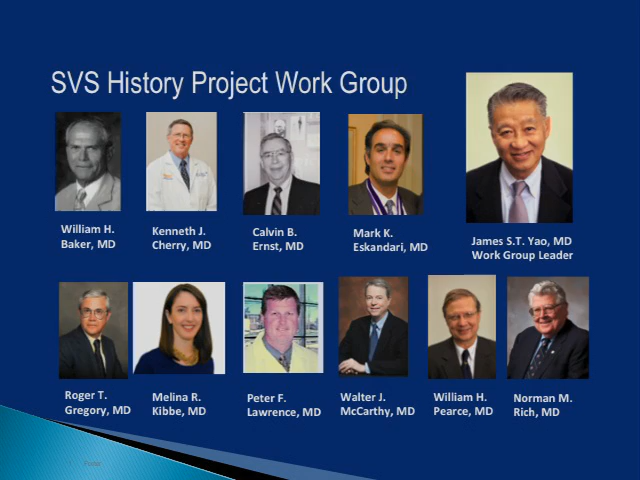 SVS History Project Work Group
William H.
Baker, MD
Kenneth J.
Cherry, MD
Calvin B.
Ernst, MD
Mark K.
Eskandari, MD
James S.T. Yao, MD
Work Group Leader
Roger T.
Gregory, MD
Melina R.
Kibbe, MD
Peter F.
Lawrence, MD
Walter J.
McCarthy, MD
William H.
Pearce, MD
Norman M.
Rich, MD